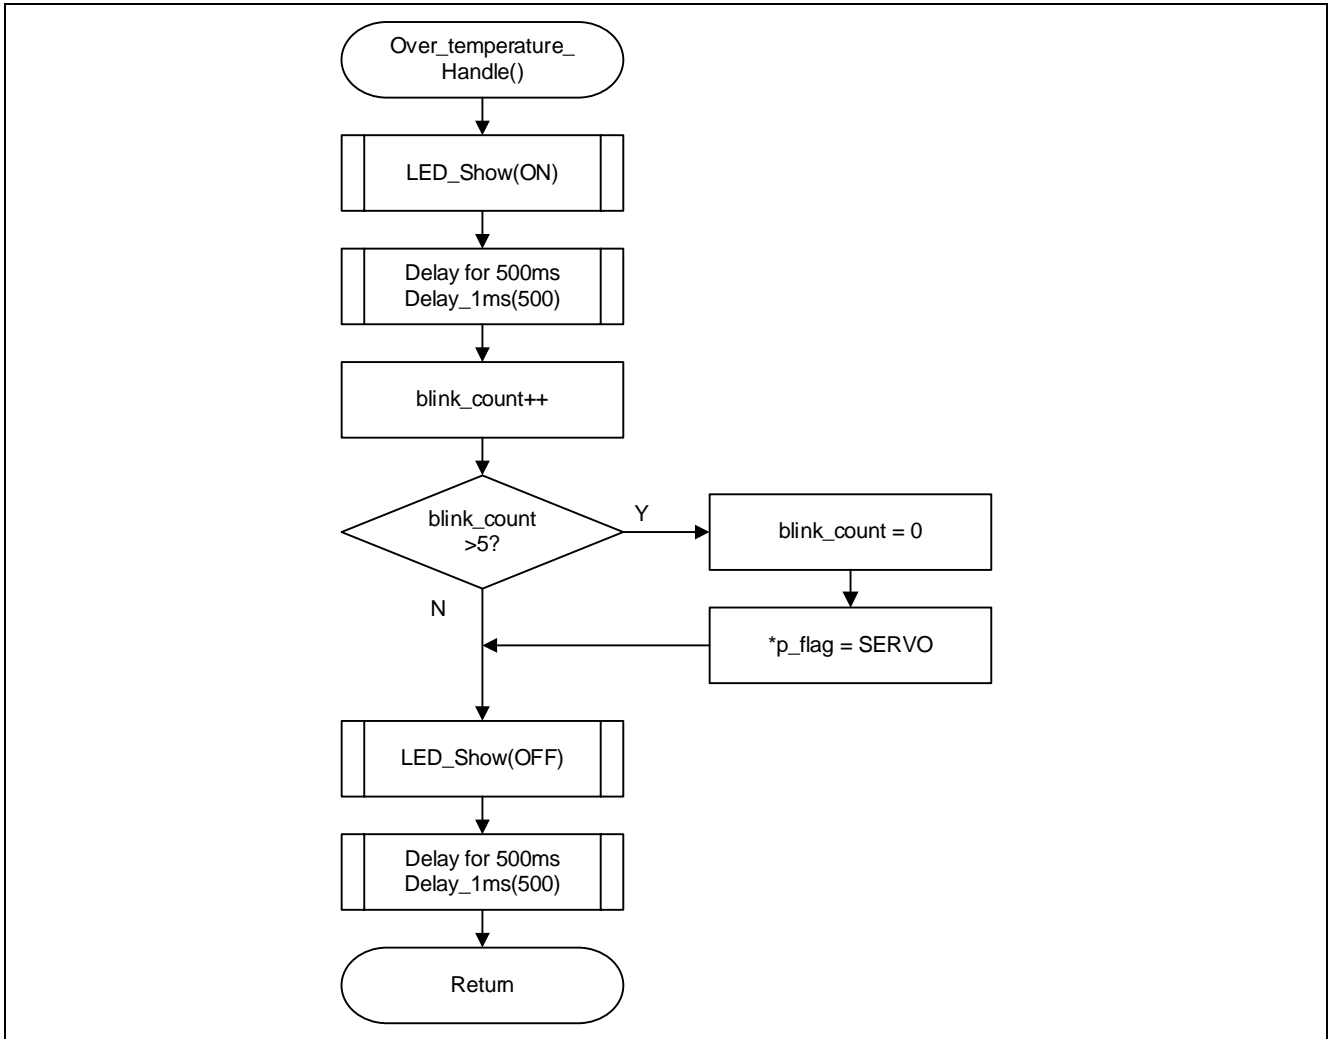 Over_temperature_
Handle()
LED_Show(ON)
Delay for 500ms
Delay_1ms(500)
blink_count++
blink_count
>5?
Y
blink_count = 0
N
*p_flag = SERVO
LED_Show(OFF)
Delay for 500ms
Delay_1ms(500)
Return